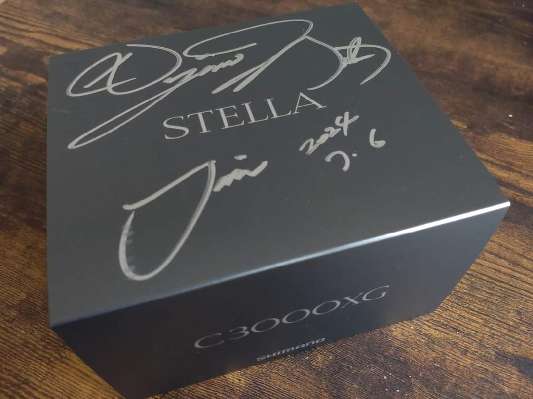 STELLA
2024
7.6
C3000XG
SHIMANO